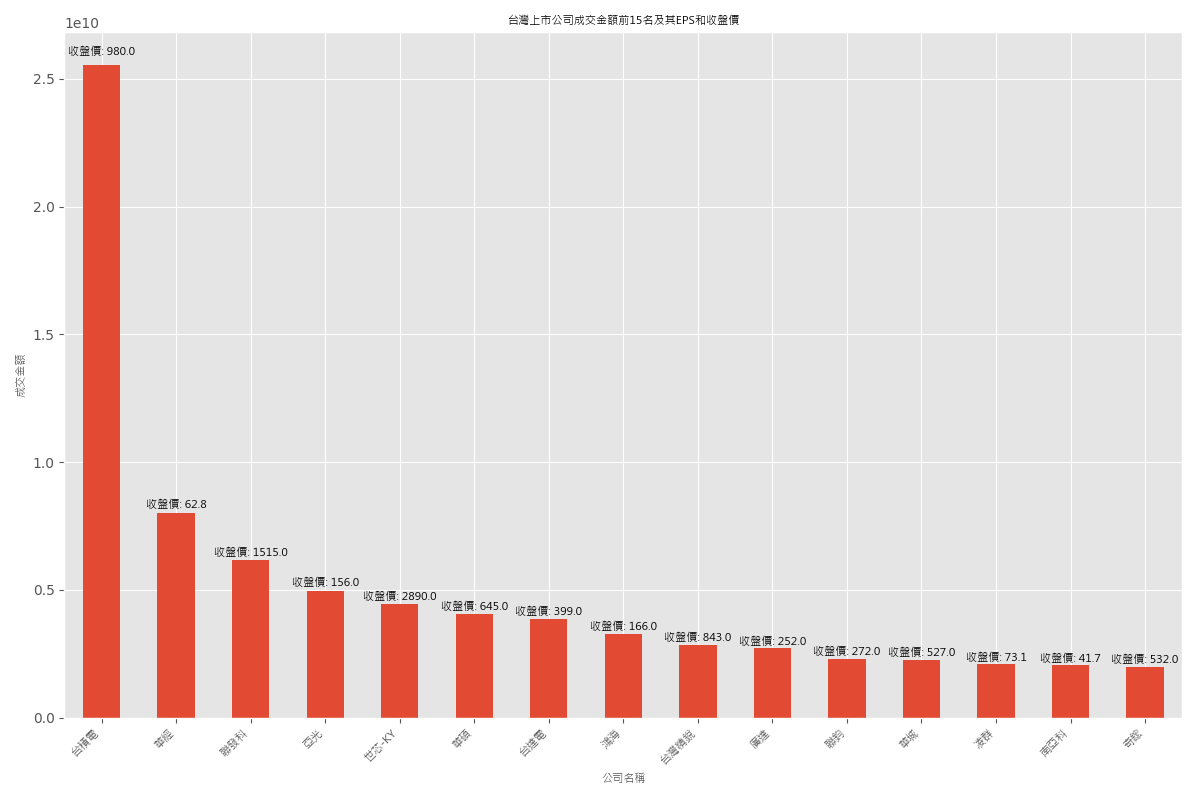 台灣上市公司成交金額前15名及其EPS和收盤價
1e10
2.5
2.0
1.5
1.0
0.5
0.0
成交金額
收盤價: 980.0
收盤價: 62.8
收盤價: 1515.0
收盤價: 156.0
收盤價: 2890.0
收盤價: 645.0
收盤價: 399.0
收盤價: 166.0
收盤價: 843.0
收盤價: 252.0
收盤價: 272.0
收盤價: 527.0
收盤價: 73.1
收盤價: 41.7
收盤價: 532.0
台積電
華經
聯發科
亞光
世芯-KY
華碩
台達電
鴻海
台灣精銳
廣達
聯鈞
華城
凌群
南亞科
奇鋐
公司名稱